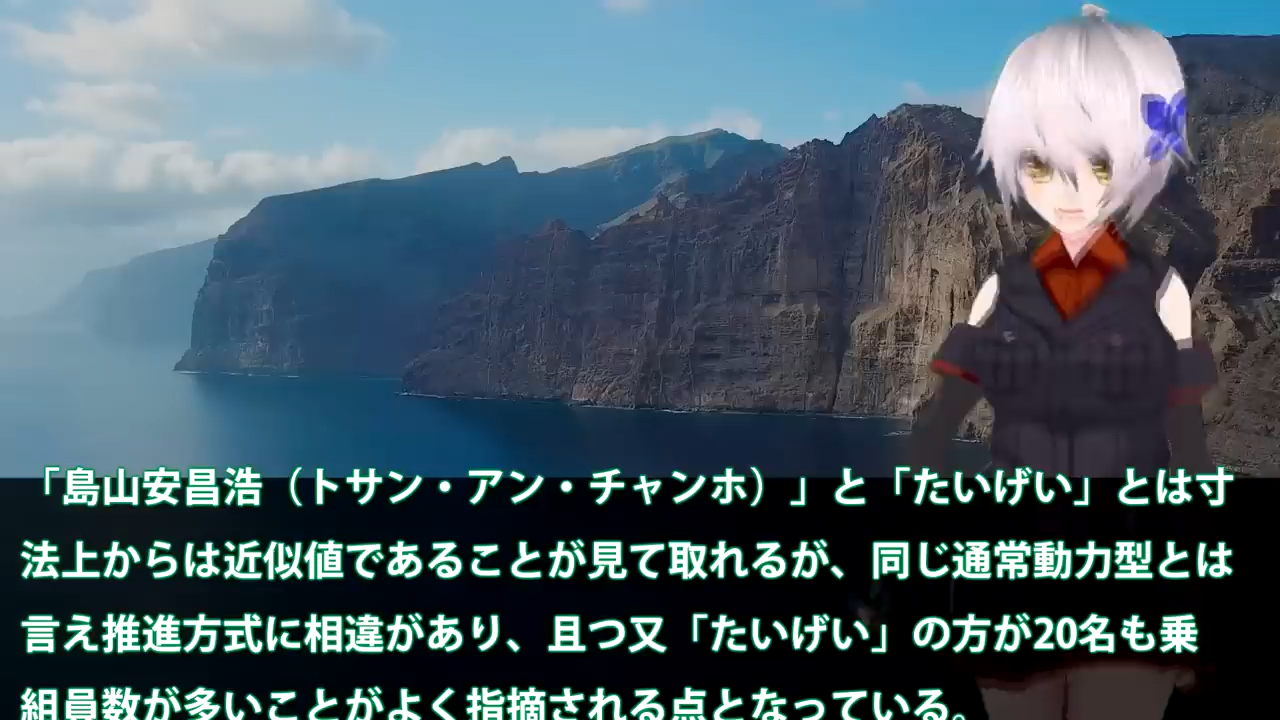 「島山安昌浩（トサン・アン・チャンホ）」と「たいげい」とは寸
法上からは近似値であることが見て取れるが、同じ通常動力型とは
言え推進方式に相違があり、且つ又「たいげい」の方が20名も乗
組員数が多いことがよく指摘される点となっている。